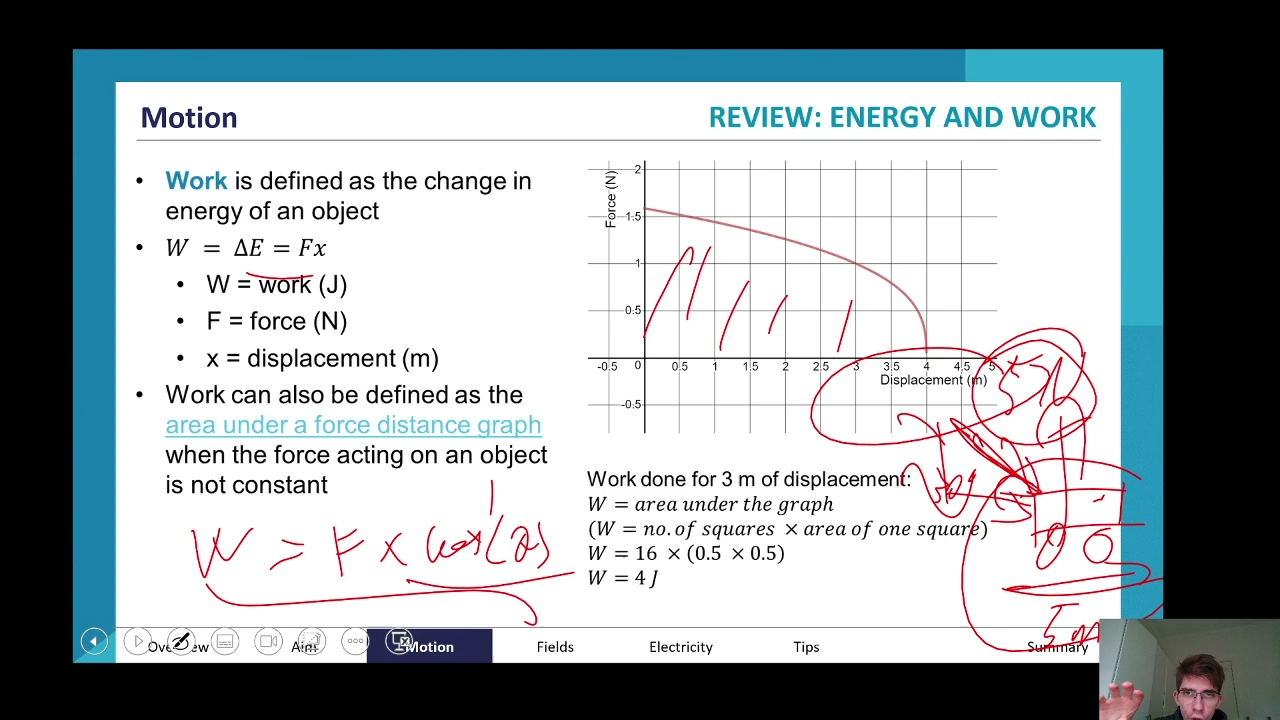 Motion
REVIEW: ENERGY AND WORK
• Work is defined as the change in
energy of an object
• W = ΔE = Fx
• W = work (J)
• F = force (N)
• x = displacement (m)
• Work can also be defined as the
area under a force distance graph
when the force acting on an object
is not constant
W = F x cos(θ)
Force (N)
2
1.5
1
0.5
-0.5 0 0.5 1 1.5 2 2.5 3 3.5 4 4.5 5
Displacement (m)
-0.5
55N
Work done for 3 m of displacement:
W = area under the graph
(W = no. of squares × area of one square)
W = 16 × (0.5 × 0.5)
W = 4 J
5m
Overview Aim Motion Fields Electricity Tips Summary